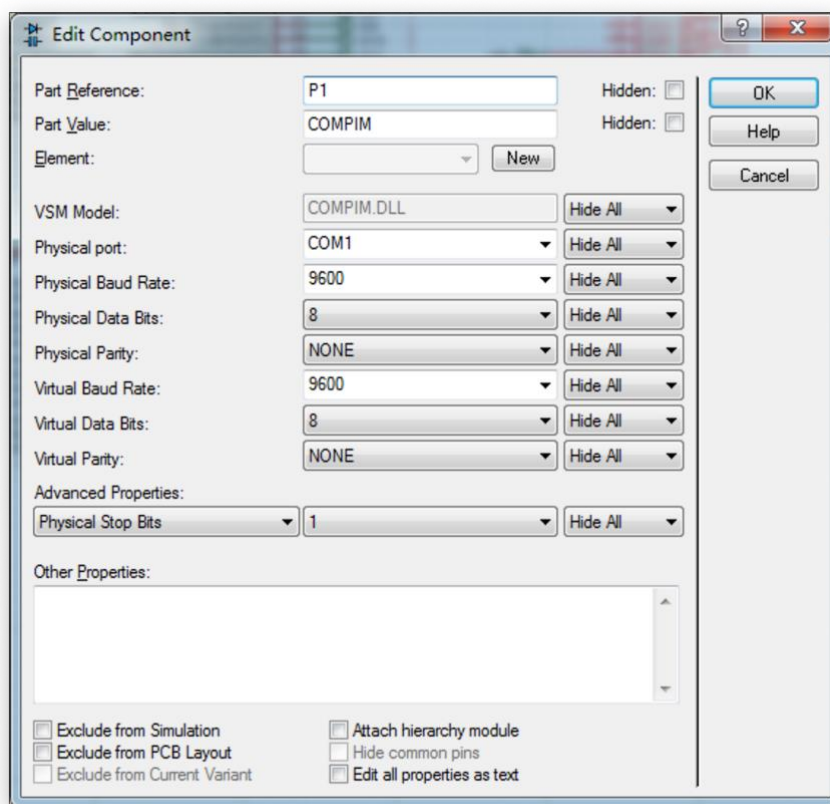 Edit Component
Part Reference: P1 Hidden:
Part Value: COMPIM Hidden:
Element: New
VSM Model: COMPIM.DLL Hide All
Physical port: COM1 Hide All
Physical Baud Rate: 9600 Hide All
Physical Data Bits: 8 Hide All
Physical Parity: NONE Hide All
Virtual Baud Rate: 9600 Hide All
Virtual Data Bits: 8 Hide All
Virtual Parity: NONE Hide All
Advanced Properties:
Physical Stop Bits 1 Hide All
Other Properties:
Exclude from Simulation Attach hierarchy module
Exclude from PCB Layout Hide common pins
Exclude from Current Variant Edit all properties as text
OK
Help
Cancel